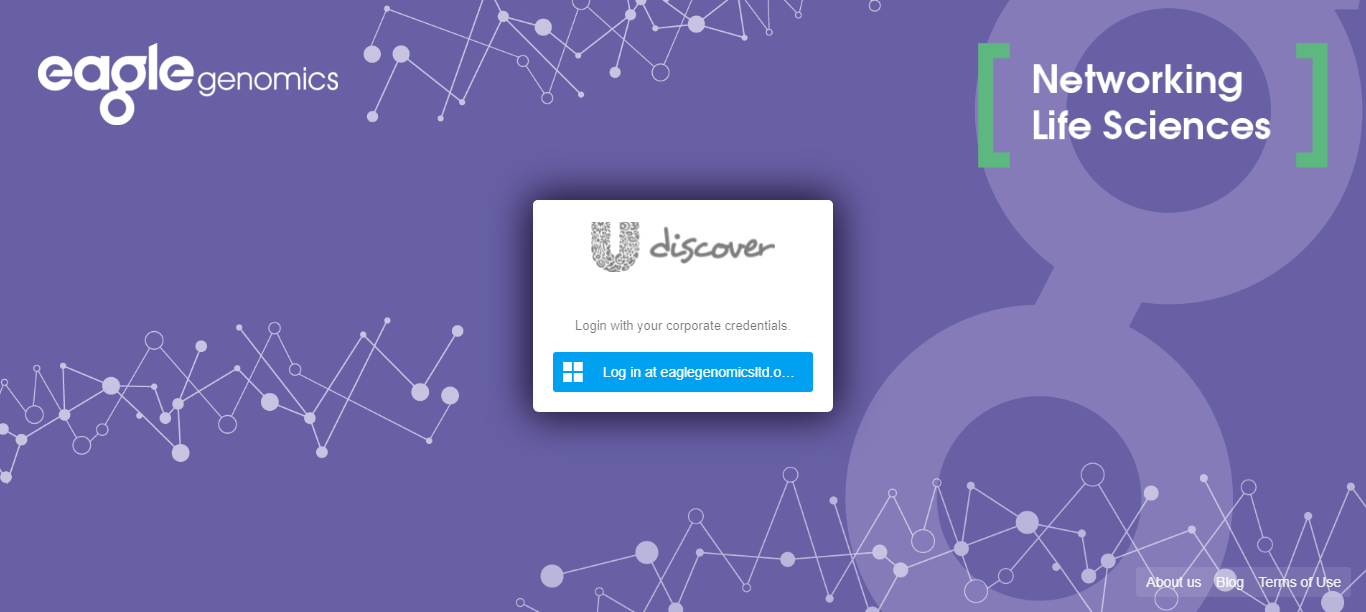 eagle genomics
Networking
Life Sciences
U discover
Login with your corporate credentials.
Log in at eaglegenomicsltd.o...
About us Blog Terms of Use